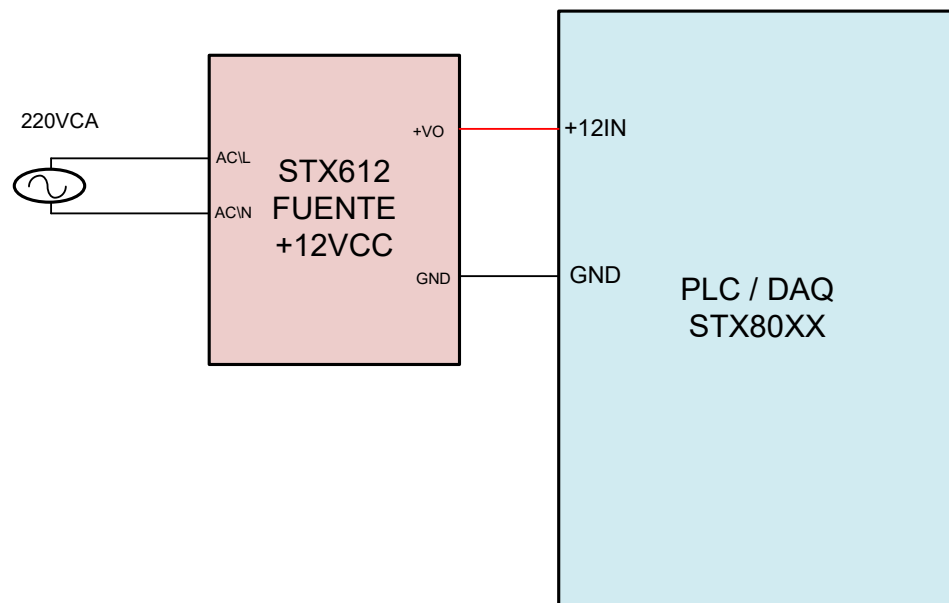 220VCA
AC\L
AC\N
STX612
FUENTE
+12VCC
+VO
GND
+12IN
GND
PLC / DAQ
STX80XX